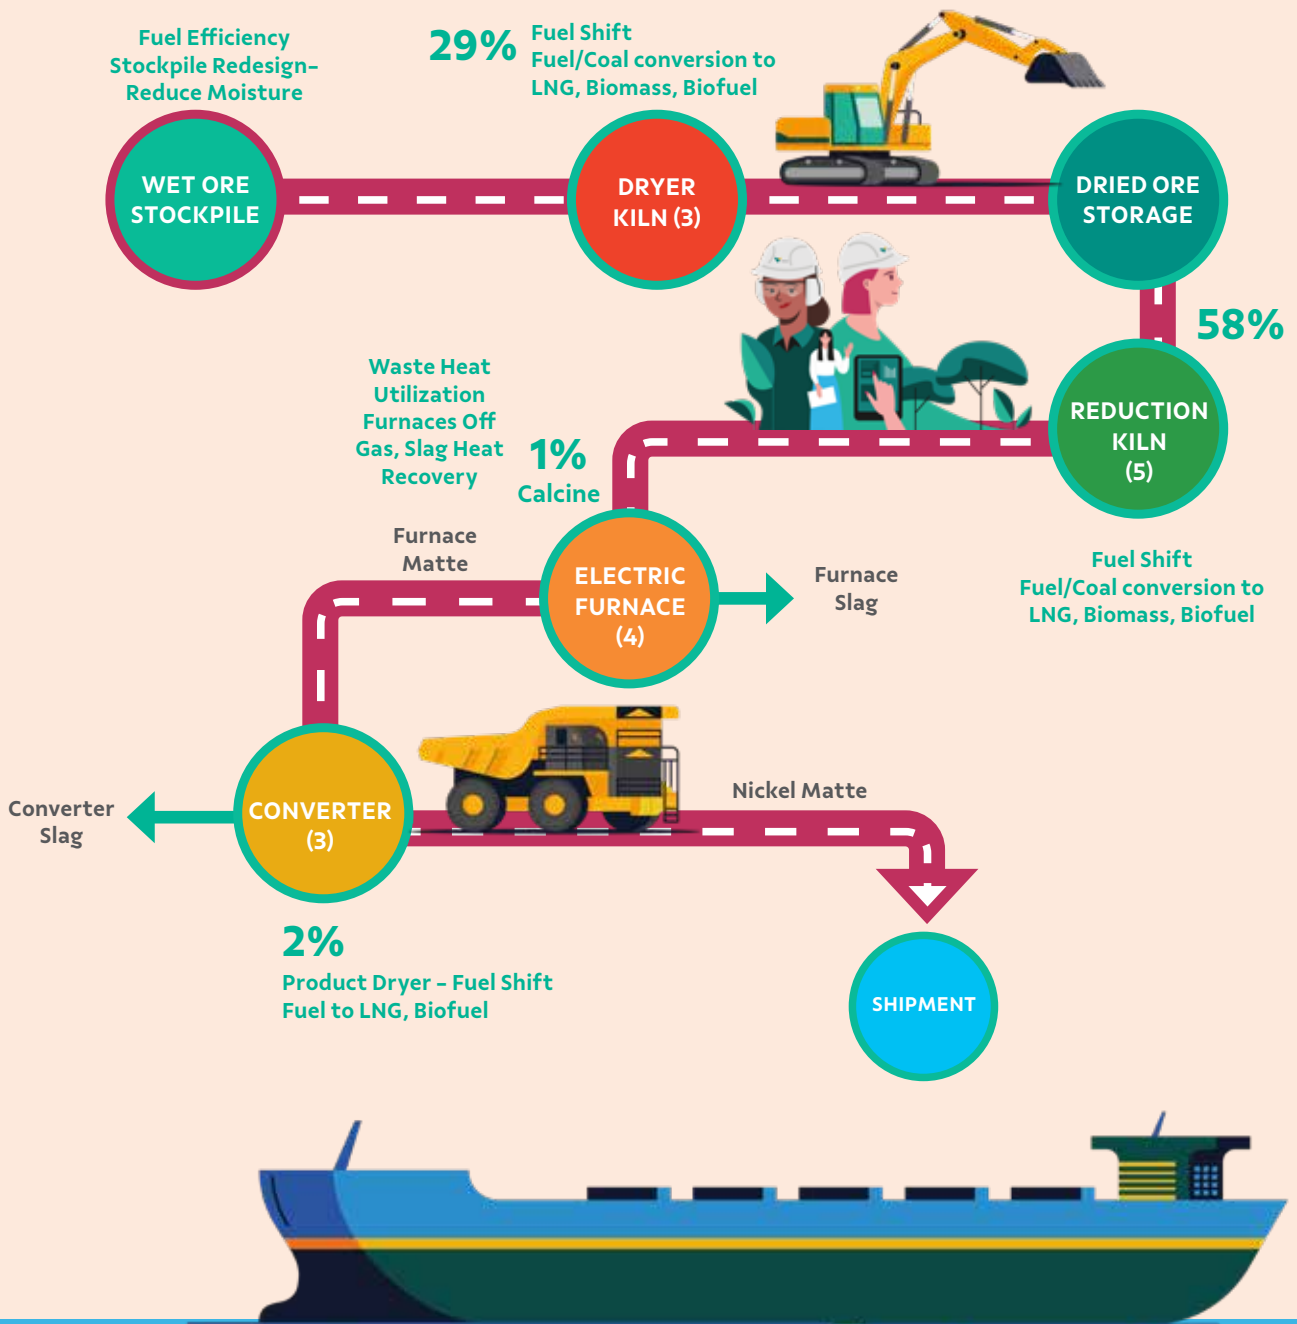 Fuel Efficiency
Stockpile Redesign–
Reduce Moisture
29%
Fuel Shift
Fuel/Coal conversion to
LNG, Biomass, Biofuel
WET ORE
STOCKPILE
DRYER
KILN (3)
DRIED ORE
STORAGE
58%
REDUCTION
KILN
(5)
Fuel Shift
Fuel/Coal conversion to
LNG, Biomass, Biofuel
Waste Heat
Utilization
Furnaces Off
Gas, Slag Heat
Recovery
1%
Calcine
ELECTRIC
FURNACE
(4)
Furnace
Slag
Furnace
Matte
CONVERTER
(3)
Converter
Slag
2%
Product Dryer – Fuel Shift
Fuel to LNG, Biofuel
Nickel Matte
SHIPMENT